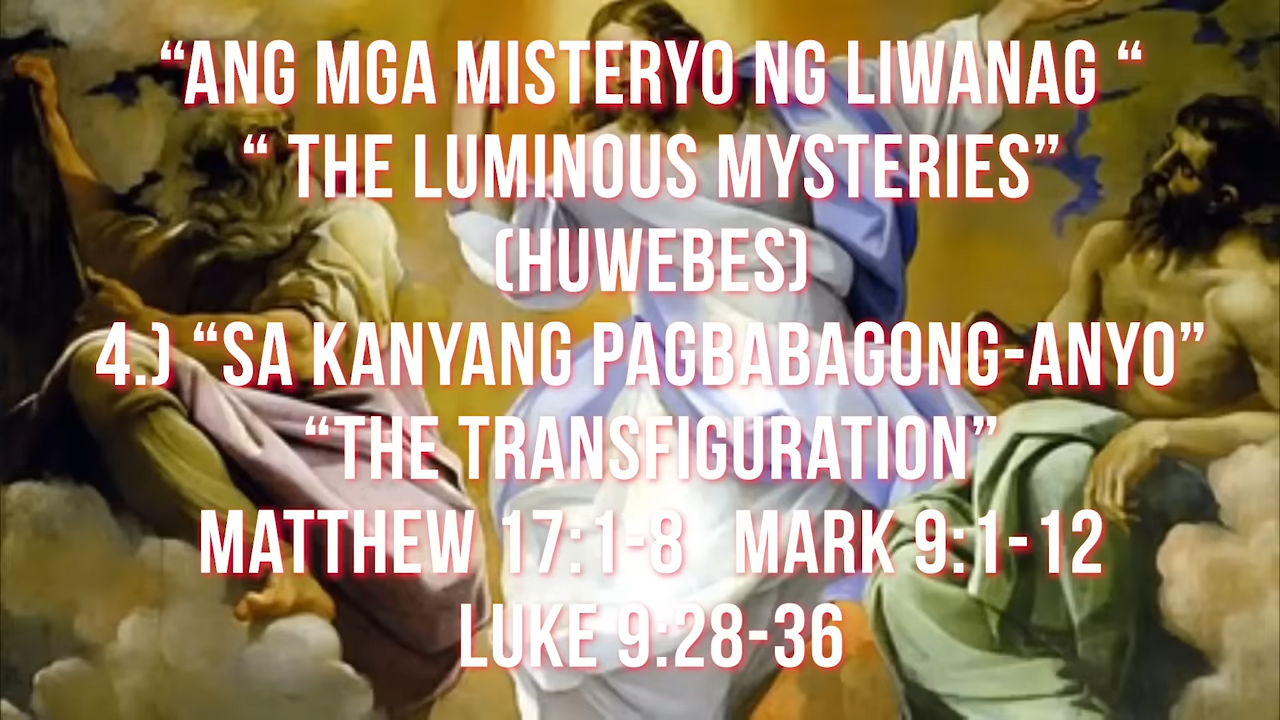 “ANG MGA MISTERYO NG LIWANAG “
“ THE LUMINOUS MYSTERIES”
(HUWEBES)
4.) “SA KANYANG PAGBABAGONG-ANYO”
“THE TRANSFIGURATION”
MATTHEW 17:1-8 MARK 9:1-12
LUKE 9:28-36